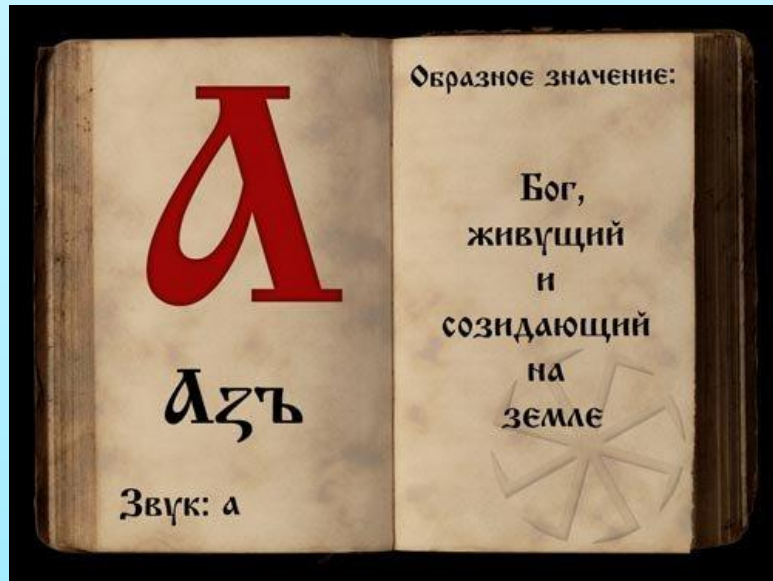 А
Азъ
Звук: а
Образное значение:
Бог,
живущий
и
созидающий
на
земле